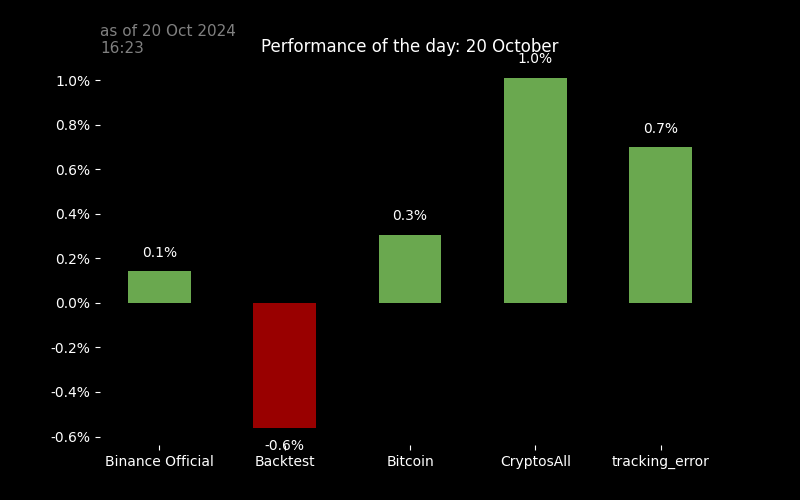 as of 20 Oct 2024
16:23
Performance of the day: 20 October
1.0%
1.0%
0.8%
0.7%
0.6%
0.4%
0.3%
0.2%
0.1%
0.0%
-0.2%
-0.4%
-0.6%
-0.6%
Binance Official
Backtest
Bitcoin
CryptosAll
tracking_error